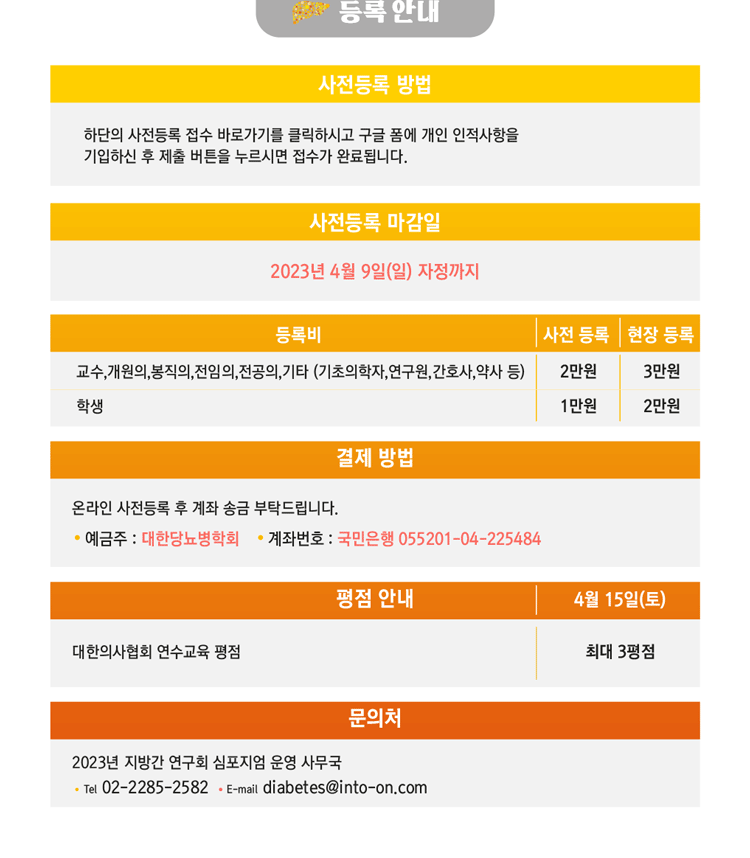 등록 안내
사전등록 방법
하단의 사전등록 접수 바로가기를 클릭하시고 구글 폼에 개인 인적사항을
기입하신 후 제출 버튼을 누르시면 접수가 완료됩니다.
사전등록 마감일
2023년 4월 9일(일) 자정까지
등록비 사전 등록 현장 등록
교수,개원의,봉직의,전임의,전공의,기타 (기초의학자,연구원,간호사,약사 등) 2만원 3만원
학생 1만원 2만원
결제 방법
온라인 사전등록 후 계좌 송금 부탁드립니다.
• 예금주 : 대한당뇨병학회 • 계좌번호 : 국민은행 055201-04-225484
평점 안내 4월 15일(토)
대한의사협회 연수교육 평점 최대 3평점
문의처
2023년 지방간 연구회 심포지엄 운영 사무국
• Tel 02-2285-2582 • E-mail diabetes@into-on.com